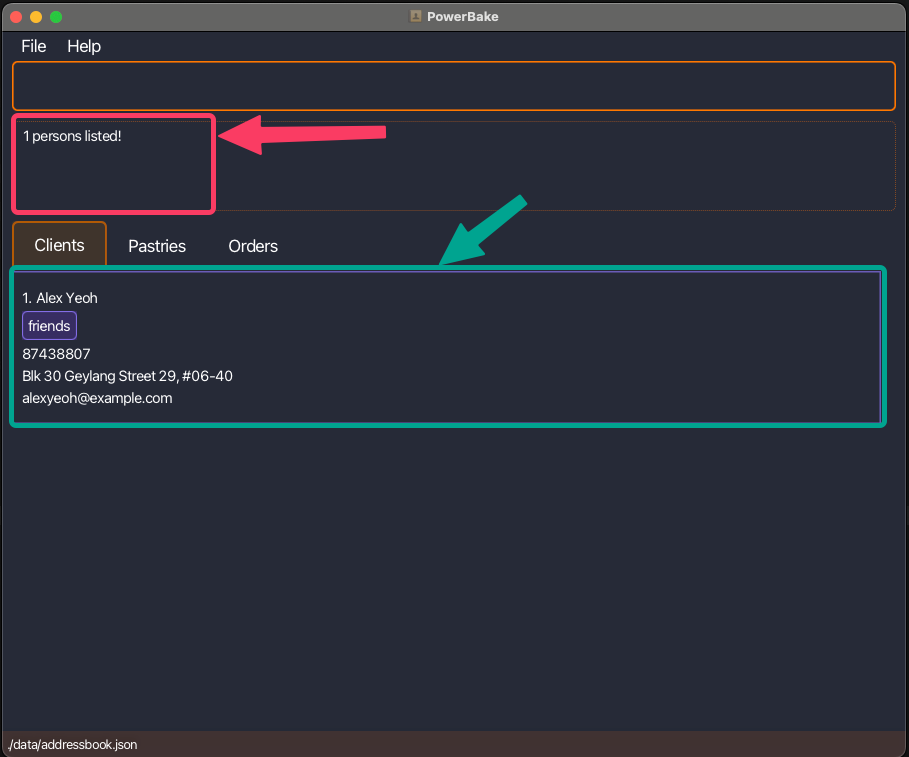 PowerBake
File Help
1 persons listed!
Clients Pastries Orders
1. Alex Yeoh
friends
87438807
Blk 30 Geylang Street 29, #06-40
alexyeoh@example.com
./data/addressbook.json